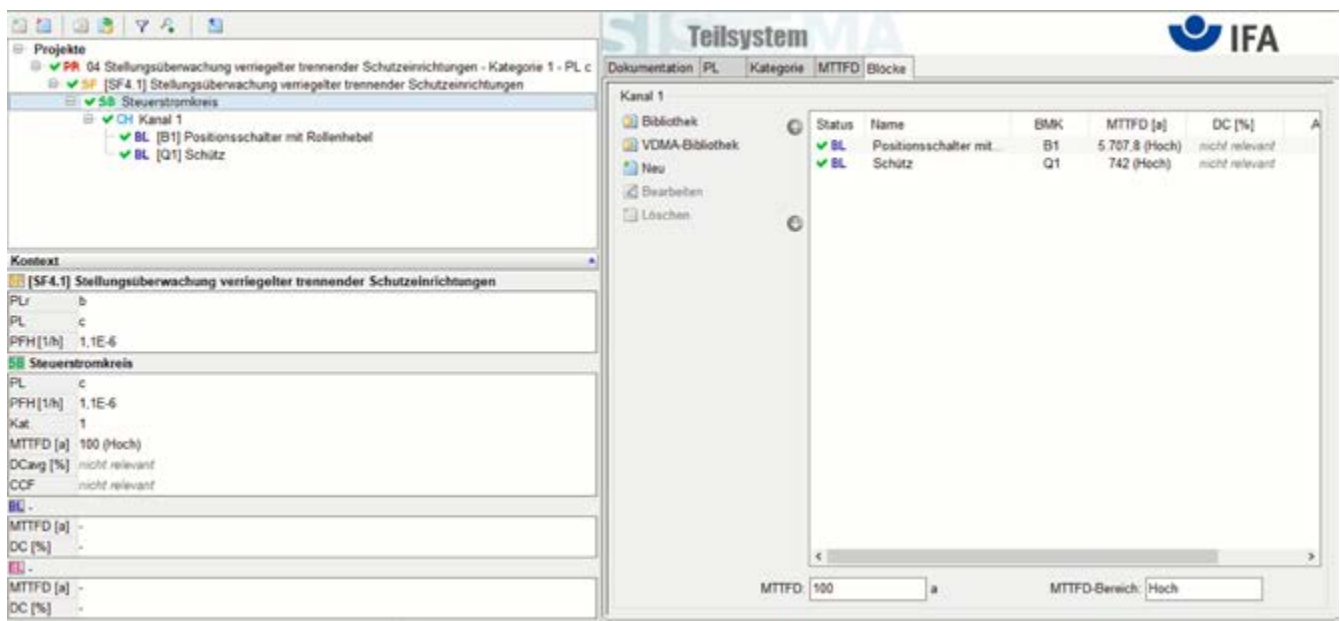 Projekte
PR 04 Stellungsüberwachung verriegelter trennender Schutzeinrichtungen - Kategorie 1 - PL c
SF [SF4.1] Stellungsüberwachung verriegelter trennender Schutzeinrichtungen
SB Steuerstromkreis
CH Kanal 1
BL [B1] Positionsschalter mit Rollenhebel
BL [Q1] Schütz
Kontext
[SF4.1] Stellungsüberwachung verriegelter trennender Schutzeinrichtungen
PLr b
PL c
PFH [1/h] 1,1E-6
SB Steuerstromkreis
PL c
PFH [1/h] 1,1E-6
Kat. 1
MTTFD [a] 100 (Hoch)
DCavg [%] nicht relevant
CCF nicht relevant
BL -
MTTFD [a] -
DC [%] -
EL -
MTTFD [a] -
DC [%] -
SISTEMA
Teilsystem
IFA
Dokumentation PL Kategorie MTTFD Blöcke
Kanal 1
Bibliothek
VDMA-Bibliothek
Neu
Bearbeiten
Löschen
Status Name BMK MTTFD [a] DC [%] A
BL Positionsschalter mit... B1 5.707,8 (Hoch) nicht relevant
BL Schütz Q1 742 (Hoch) nicht relevant
MTTFD: 100 a MTTFD-Bereich: Hoch